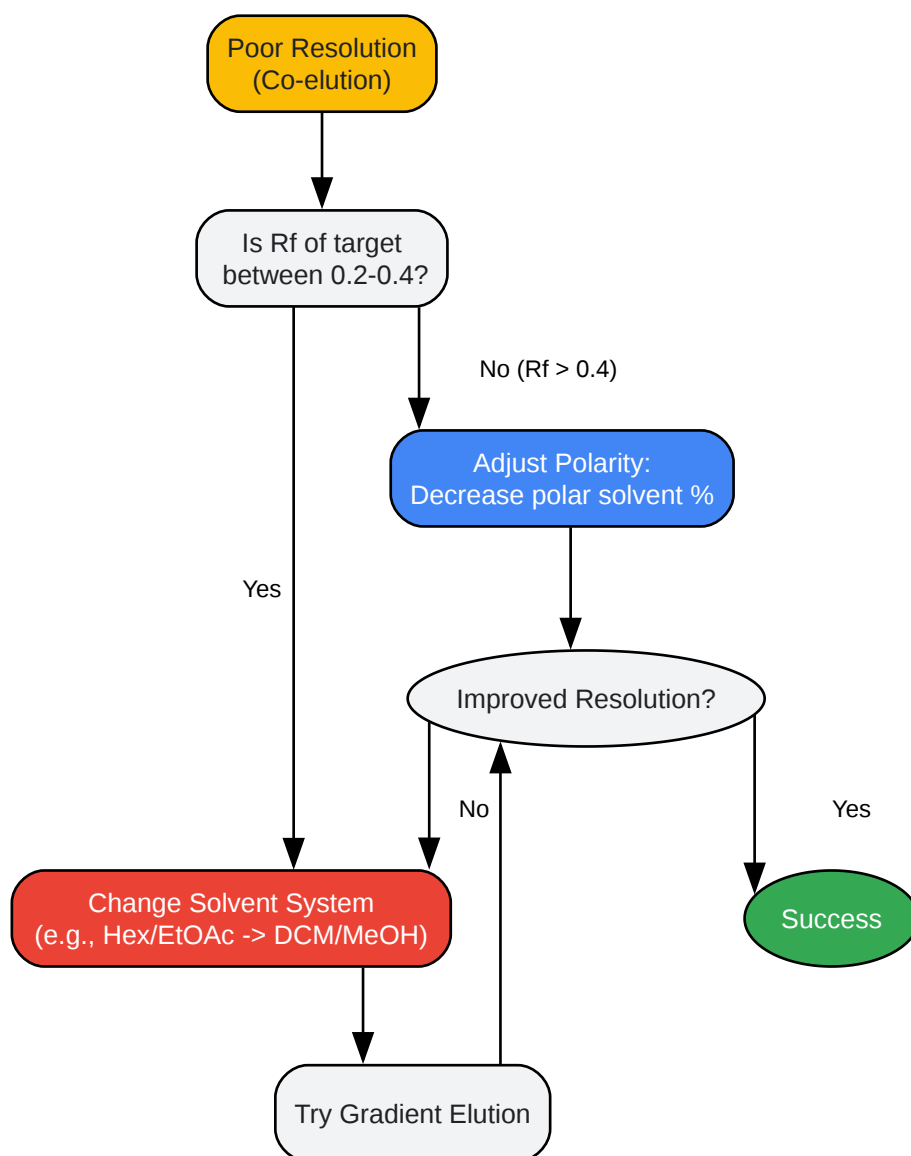 Poor Resolution
(Co-elution)
Is Rf of target
between 0.2-0.4?
No (Rf > 0.4)
Adjust Polarity:
Decrease polar solvent %
Yes
Improved Resolution?
No
Yes
Change Solvent System
(e.g., Hex/EtOAc -> DCM/MeOH)
Success
Try Gradient Elution